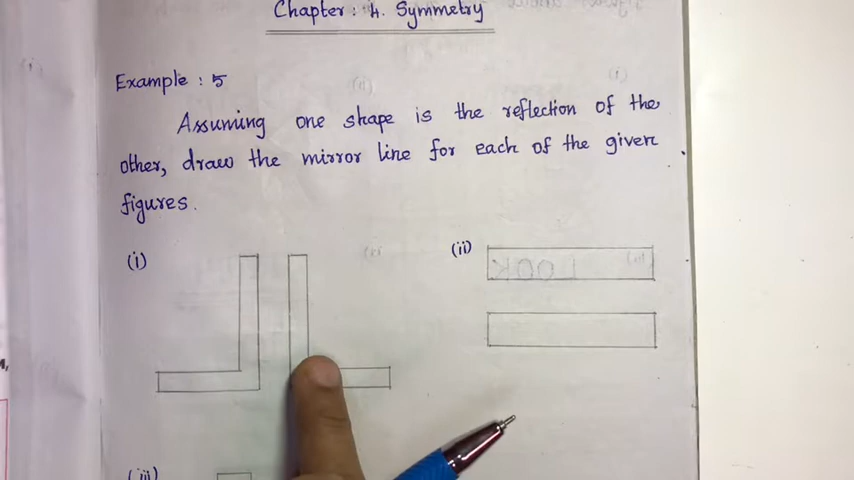 Chapter : 4. Symmetry
Example : 5
Assuming one shape is the reflection of the
other, draw the mirror line for each of the given
figures.
(i) (ii)
(iii)